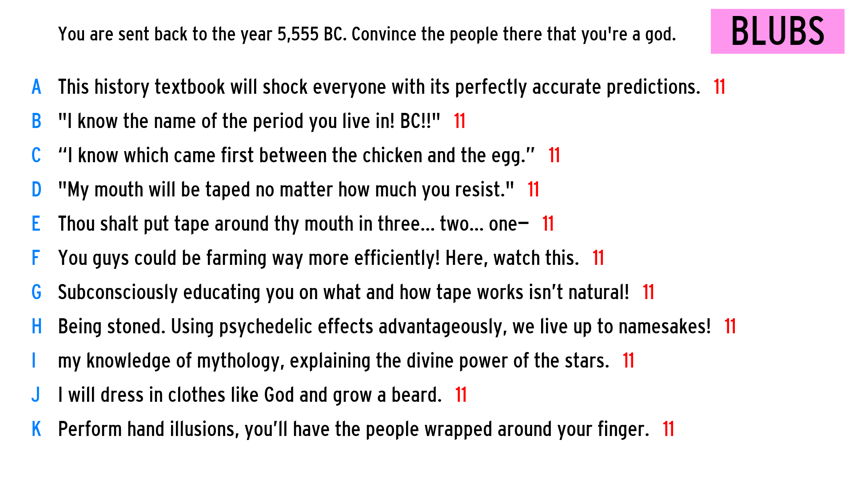 You are sent back to the year 5,555 BC. Convince the people there that you're a god.
BLUBS
A This history textbook will shock everyone with its perfectly accurate predictions. 11
B "I know the name of the period you live in! BC!!" 11
C “I know which came first between the chicken and the egg.” 11
D "My mouth will be taped no matter how much you resist." 11
E Thou shalt put tape around thy mouth in three... two... one— 11
F You guys could be farming way more efficiently! Here, watch this. 11
G Subconsciously educating you on what and how tape works isn’t natural! 11
H Being stoned. Using psychedelic effects advantageously, we live up to namesakes! 11
I my knowledge of mythology, explaining the divine power of the stars. 11
J I will dress in clothes like God and grow a beard. 11
K Perform hand illusions, you’ll have the people wrapped around your finger. 11